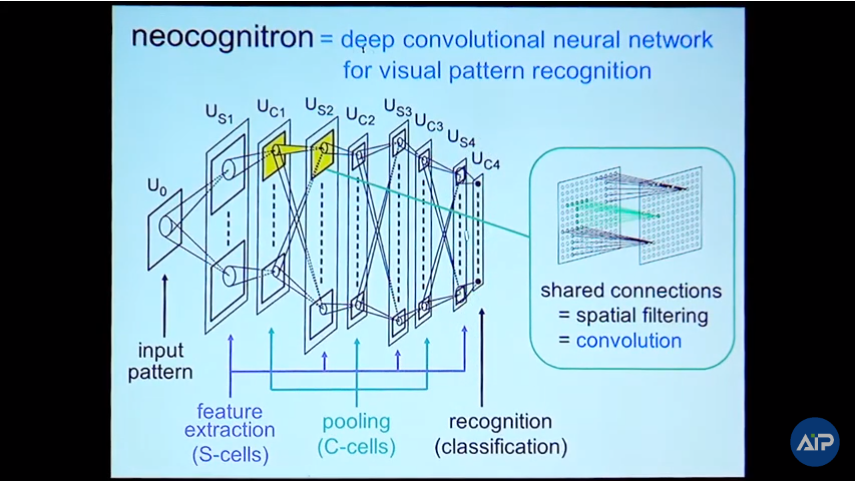 neocognitron = deep convolutional neural network
for visual pattern recognition
U0
US1
UC1
US2
UC2
US3
UC3
US4
UC4
shared connections
= spatial filtering
= convolution
input
pattern
feature
extraction
(S-cells)
pooling
(C-cells)
recognition
(classification)
AIP